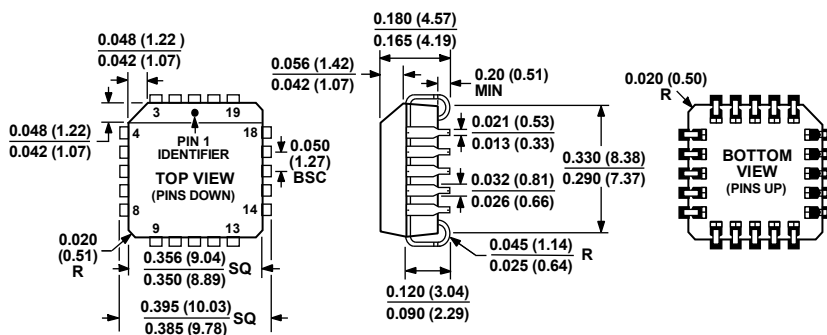 0.048 (1.22 )
0.042 (1.07)
0.048 (1.22)
0.042 (1.07)
3
19
4
18
PIN 1
IDENTIFIER
TOP VIEW
(PINS DOWN)
8
14
9
13
0.050
(1.27)
BSC
0.020
(0.51)
R
0.356 (9.04)
0.350 (8.89)
SQ
0.395 (10.03)
0.385 (9.78)
SQ
0.180 (4.57)
0.165 (4.19)
0.056 (1.42)
0.042 (1.07)
0.20 (0.51)
MIN
0.021 (0.53)
0.013 (0.33)
0.032 (0.81)
0.026 (0.66)
0.330 (8.38)
0.290 (7.37)
0.045 (1.14)
0.025 (0.64)
R
0.120 (3.04)
0.090 (2.29)
0.020 (0.50)
R
BOTTOM
VIEW
(PINS UP)